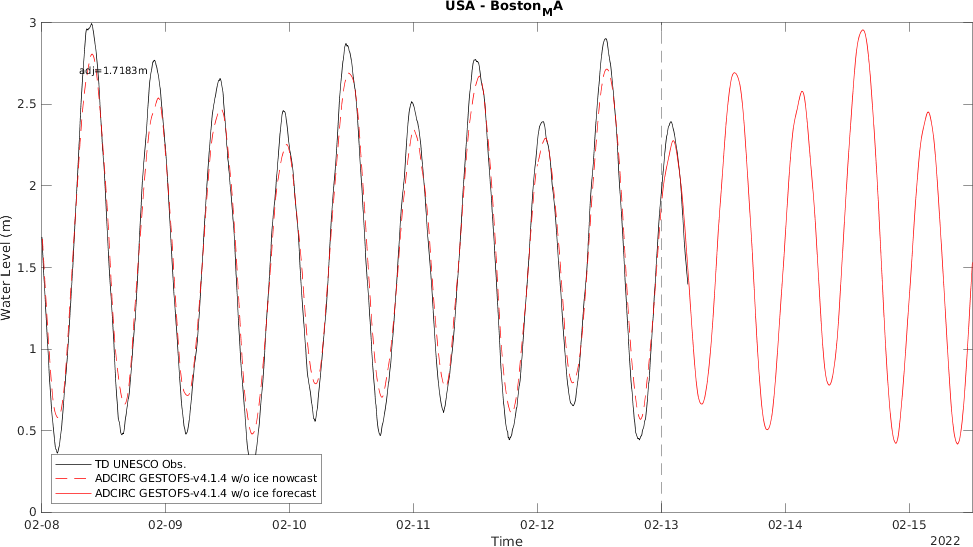 USA - Boston_MA
3
adj=1.7183m
2.5
2
Water Level (m)
1.5
1
0.5
TD UNESCO Obs.
ADCIRC GESTOFS-v4.1.4 w/o ice nowcast
ADCIRC GESTOFS-v4.1.4 w/o ice forecast
0
02-08 02-09 02-10 02-11 02-12 02-13 02-14 02-15
Time
2022